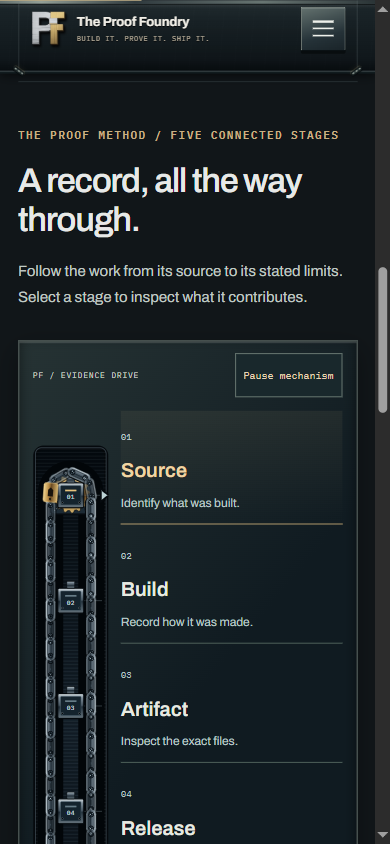 PF
The Proof Foundry
BUILD IT. PROVE IT. SHIP IT.
THE PROOF METHOD / FIVE CONNECTED STAGES
A record, all the way
through.
Follow the work from its source to its stated limits.
Select a stage to inspect what it contributes.
PF / EVIDENCE DRIVE
Pause mechanism
01
Source
Identify what was built.
01
02
Build
Record how it was made.
02
03
Artifact
Inspect the exact files.
03
04
Release
04